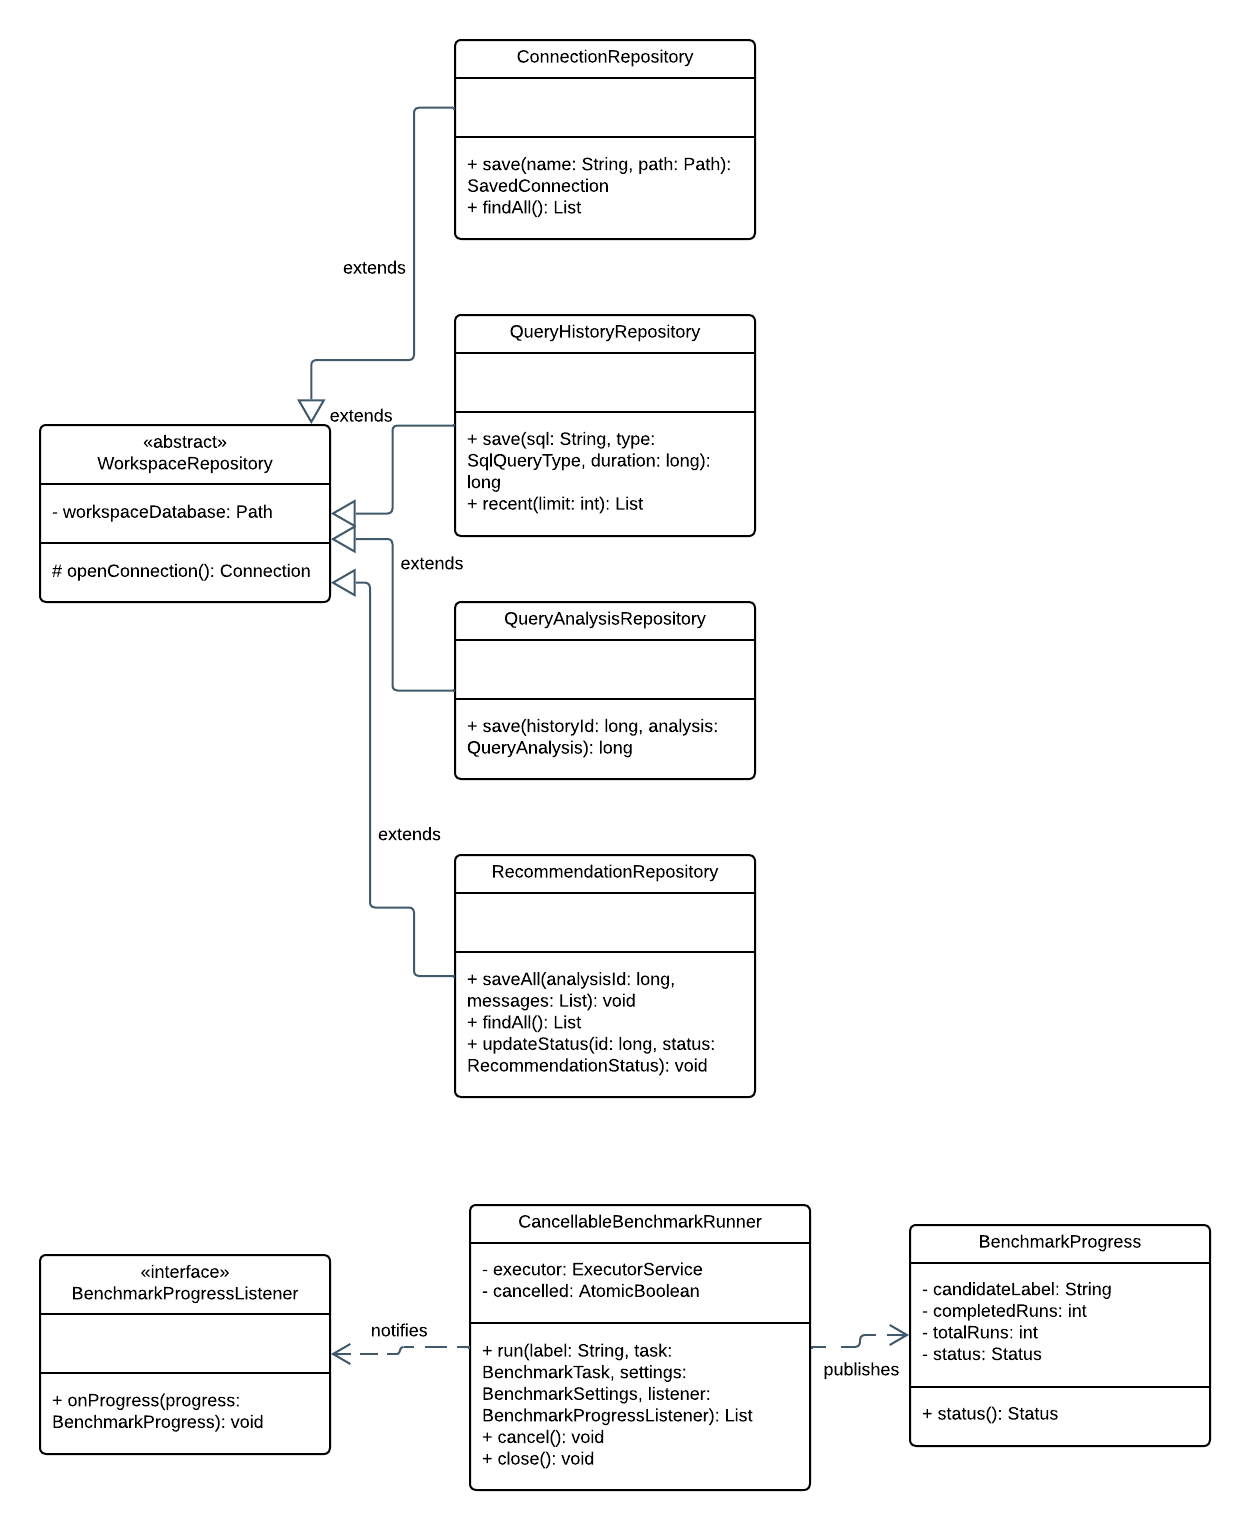 ConnectionRepository
+ save(name: String, path: Path):
SavedConnection
+ findAll(): List
extends
QueryHistoryRepository
+ save(sql: String, type:
SqlQueryType, duration: long):
long
+ recent(limit: int): List
extends
«abstract»
WorkspaceRepository
- workspaceDatabase: Path
# openConnection(): Connection
extends
QueryAnalysisRepository
+ save(historyId: long, analysis:
QueryAnalysis): long
extends
RecommendationRepository
+ saveAll(analysisId: long,
messages: List): void
+ findAll(): List
+ updateStatus(id: long, status:
RecommendationStatus): void
«interface»
BenchmarkProgressListener
+ onProgress(progress:
BenchmarkProgress): void
notifies
CancellableBenchmarkRunner
- executor: ExecutorService
- cancelled: AtomicBoolean
+ run(label: String, task:
BenchmarkTask, settings:
BenchmarkSettings, listener:
BenchmarkProgressListener): List
+ cancel(): void
+ close(): void
publishes
BenchmarkProgress
- candidateLabel: String
- completedRuns: int
- totalRuns: int
- status: Status
+ status(): Status